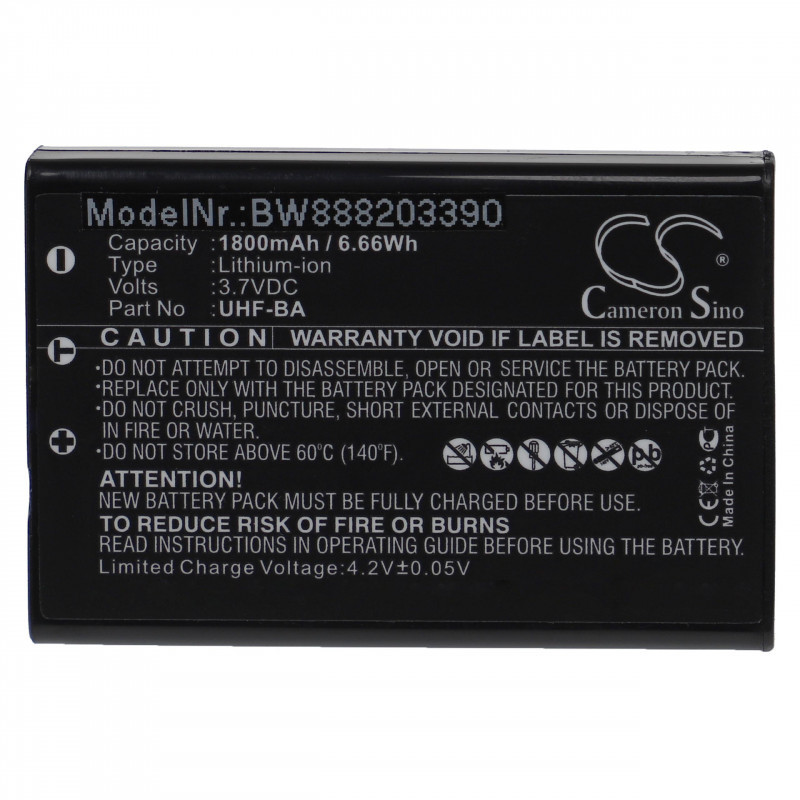 ModelNr.:BW888203390
Capacity : 1800mAh / 6.66Wh
Type : Lithium-ion
Volts : 3.7VDC
Part No : UHF-BA
CS
®
Cameron Sino
CAUTION WARRANTY VOID IF LABEL IS REMOVED
•DO NOT ATTEMPT TO DISASSEMBLE, OPEN OR SERVICE THE BATTERY PACK.
•REPLACE ONLY WITH THE BATTERY PACK DESIGNATED FOR THIS PRODUCT.
•DO NOT CRUSH, PUNCTURE, SHORT EXTERNAL CONTACTS OR DISPOSE
OF IN FIRE OR WATER.
•DO NOT STORE ABOVE 60°C (140°F).
Pb
ATTENTION!
NEW BATTERY PACK MUST BE FULLY CHARGED BEFORE USE.
TO REDUCE RISK OF FIRE OR BURNS
READ INSTRUCTIONS IN OPERATING GUIDE BEFORE USING THE BATTERY.
Limited Charge Voltage:4.2V±0.05V
CE PCT
Made In China